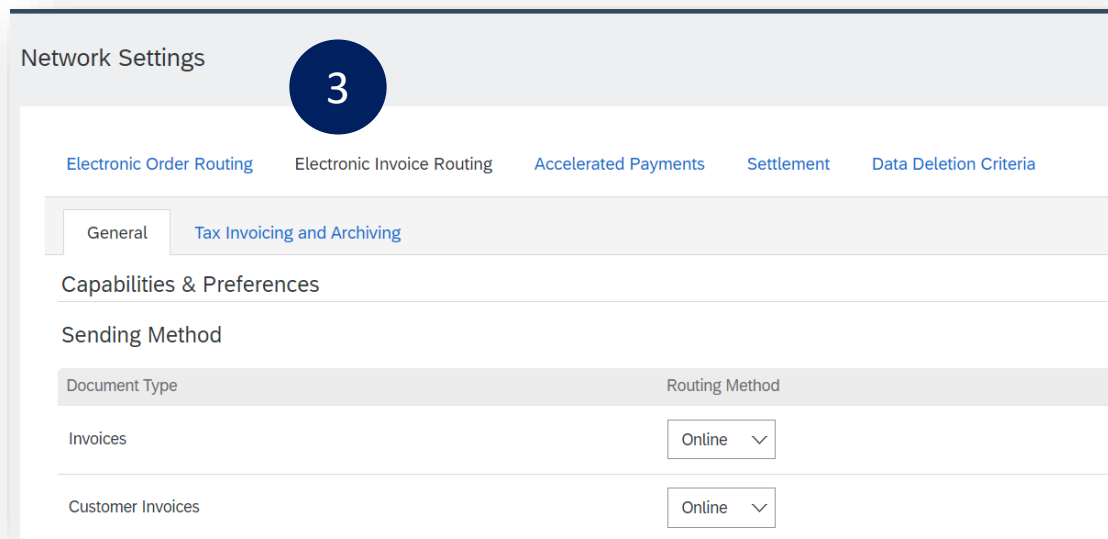 Network Settings
3
Electronic Order Routing Electronic Invoice Routing Accelerated Payments Settlement Data Deletion Criteria
General Tax Invoicing and Archiving
Capabilities & Preferences
Sending Method
Document Type Routing Method
Invoices Online
Customer Invoices Online